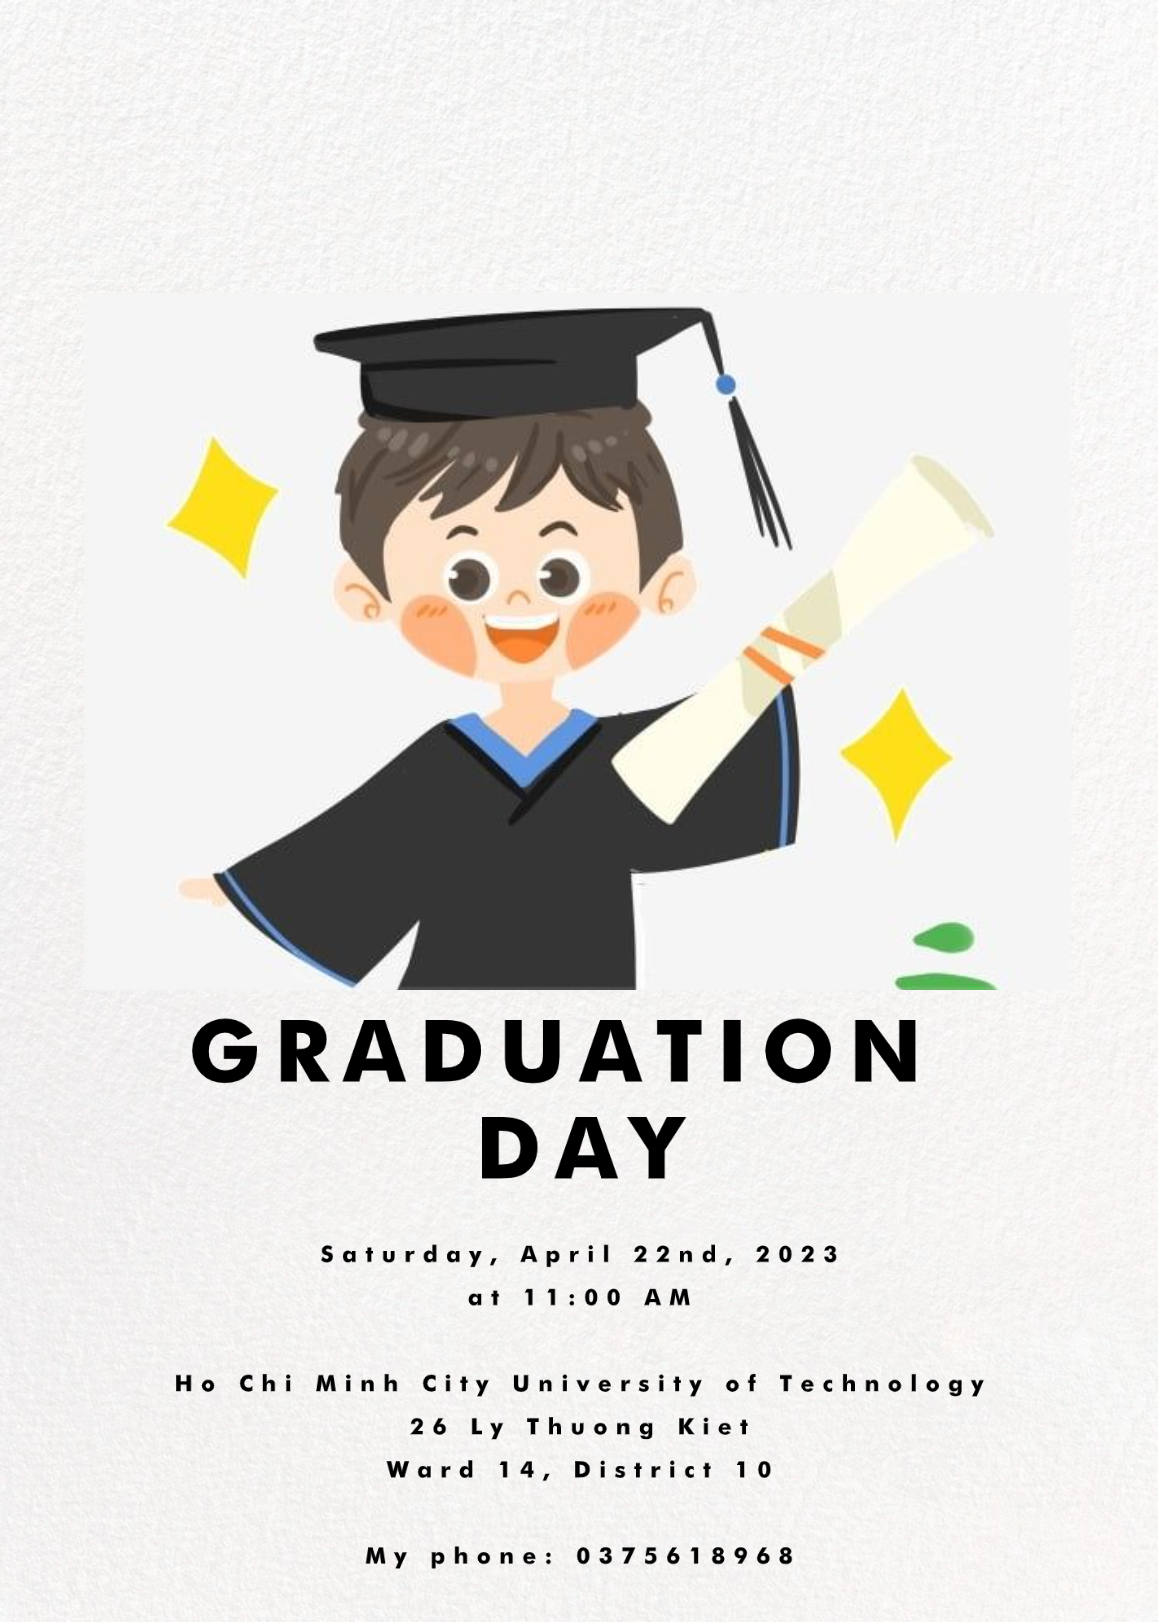 GRADUATION
DAY
Saturday, April 22nd, 2023
at 11:00 AM
Ho Chi Minh City University of Technology
26 Ly Thuong Kiet
Ward 14, District 10
My phone: 0375618968